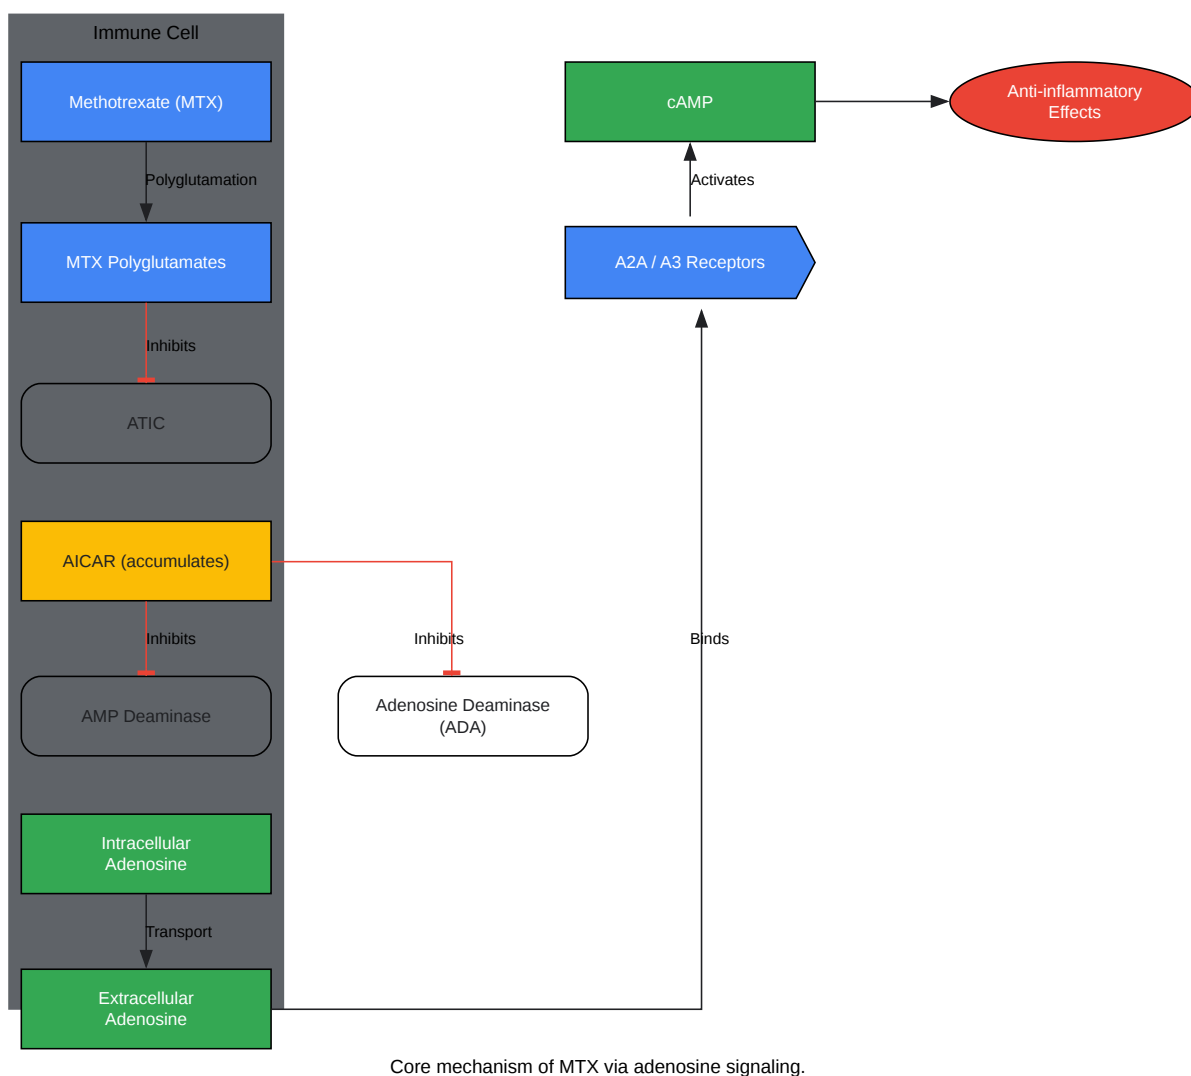 Immune Cell
Methotrexate (MTX)
Polyglutamation
MTX Polyglutamates
Inhibits
ATIC
AICAR (accumulates)
Inhibits
AMP Deaminase
Inhibits
Adenosine Deaminase
(ADA)
Intracellular
Adenosine
Transport
Extracellular
Adenosine
Binds
A2A / A3 Receptors
Activates
cAMP
Anti-inflammatory
Effects
Core mechanism of MTX via adenosine signaling.